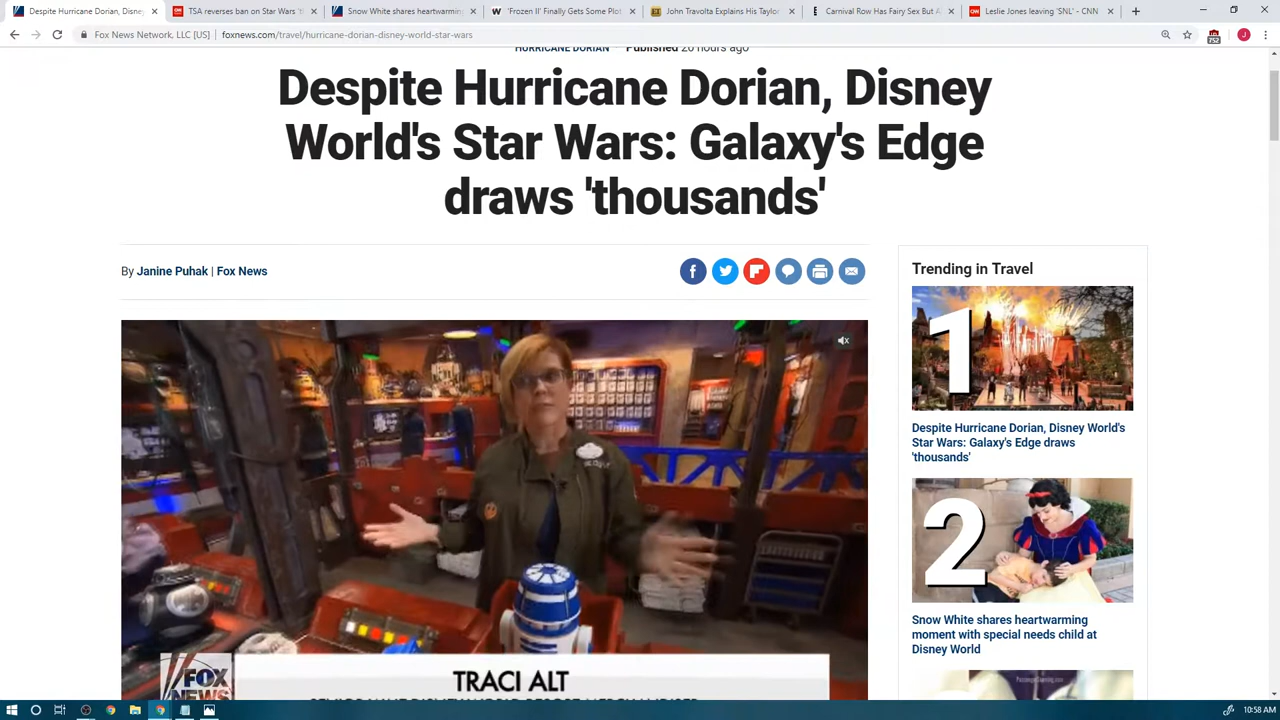 Despite Hurricane Dorian, Disney
TSA reverses ban on Star Wars 'th
Snow White shares heartwarming
'Frozen II' Finally Gets Some Plot
John Travolta Explains His Taylor
Carnival Row Has Fairy Sex But A
Leslie Jones leaving 'SNL' - CNN
Fox News Network, LLC [US] | foxnews.com/travel/hurricane-dorian-disney-world-star-wars
752
J
HURRICANE DORIAN
Published 20 hours ago
Despite Hurricane Dorian, Disney
World's Star Wars: Galaxy's Edge
draws 'thousands'
By Janine Puhak | Fox News
Trending in Travel
1
Despite Hurricane Dorian, Disney World's
Star Wars: Galaxy's Edge draws
'thousands'
2
Snow White shares heartwarming
moment with special needs child at
Disney World
FOX
NEWS
TRACI ALT
10:58 AM